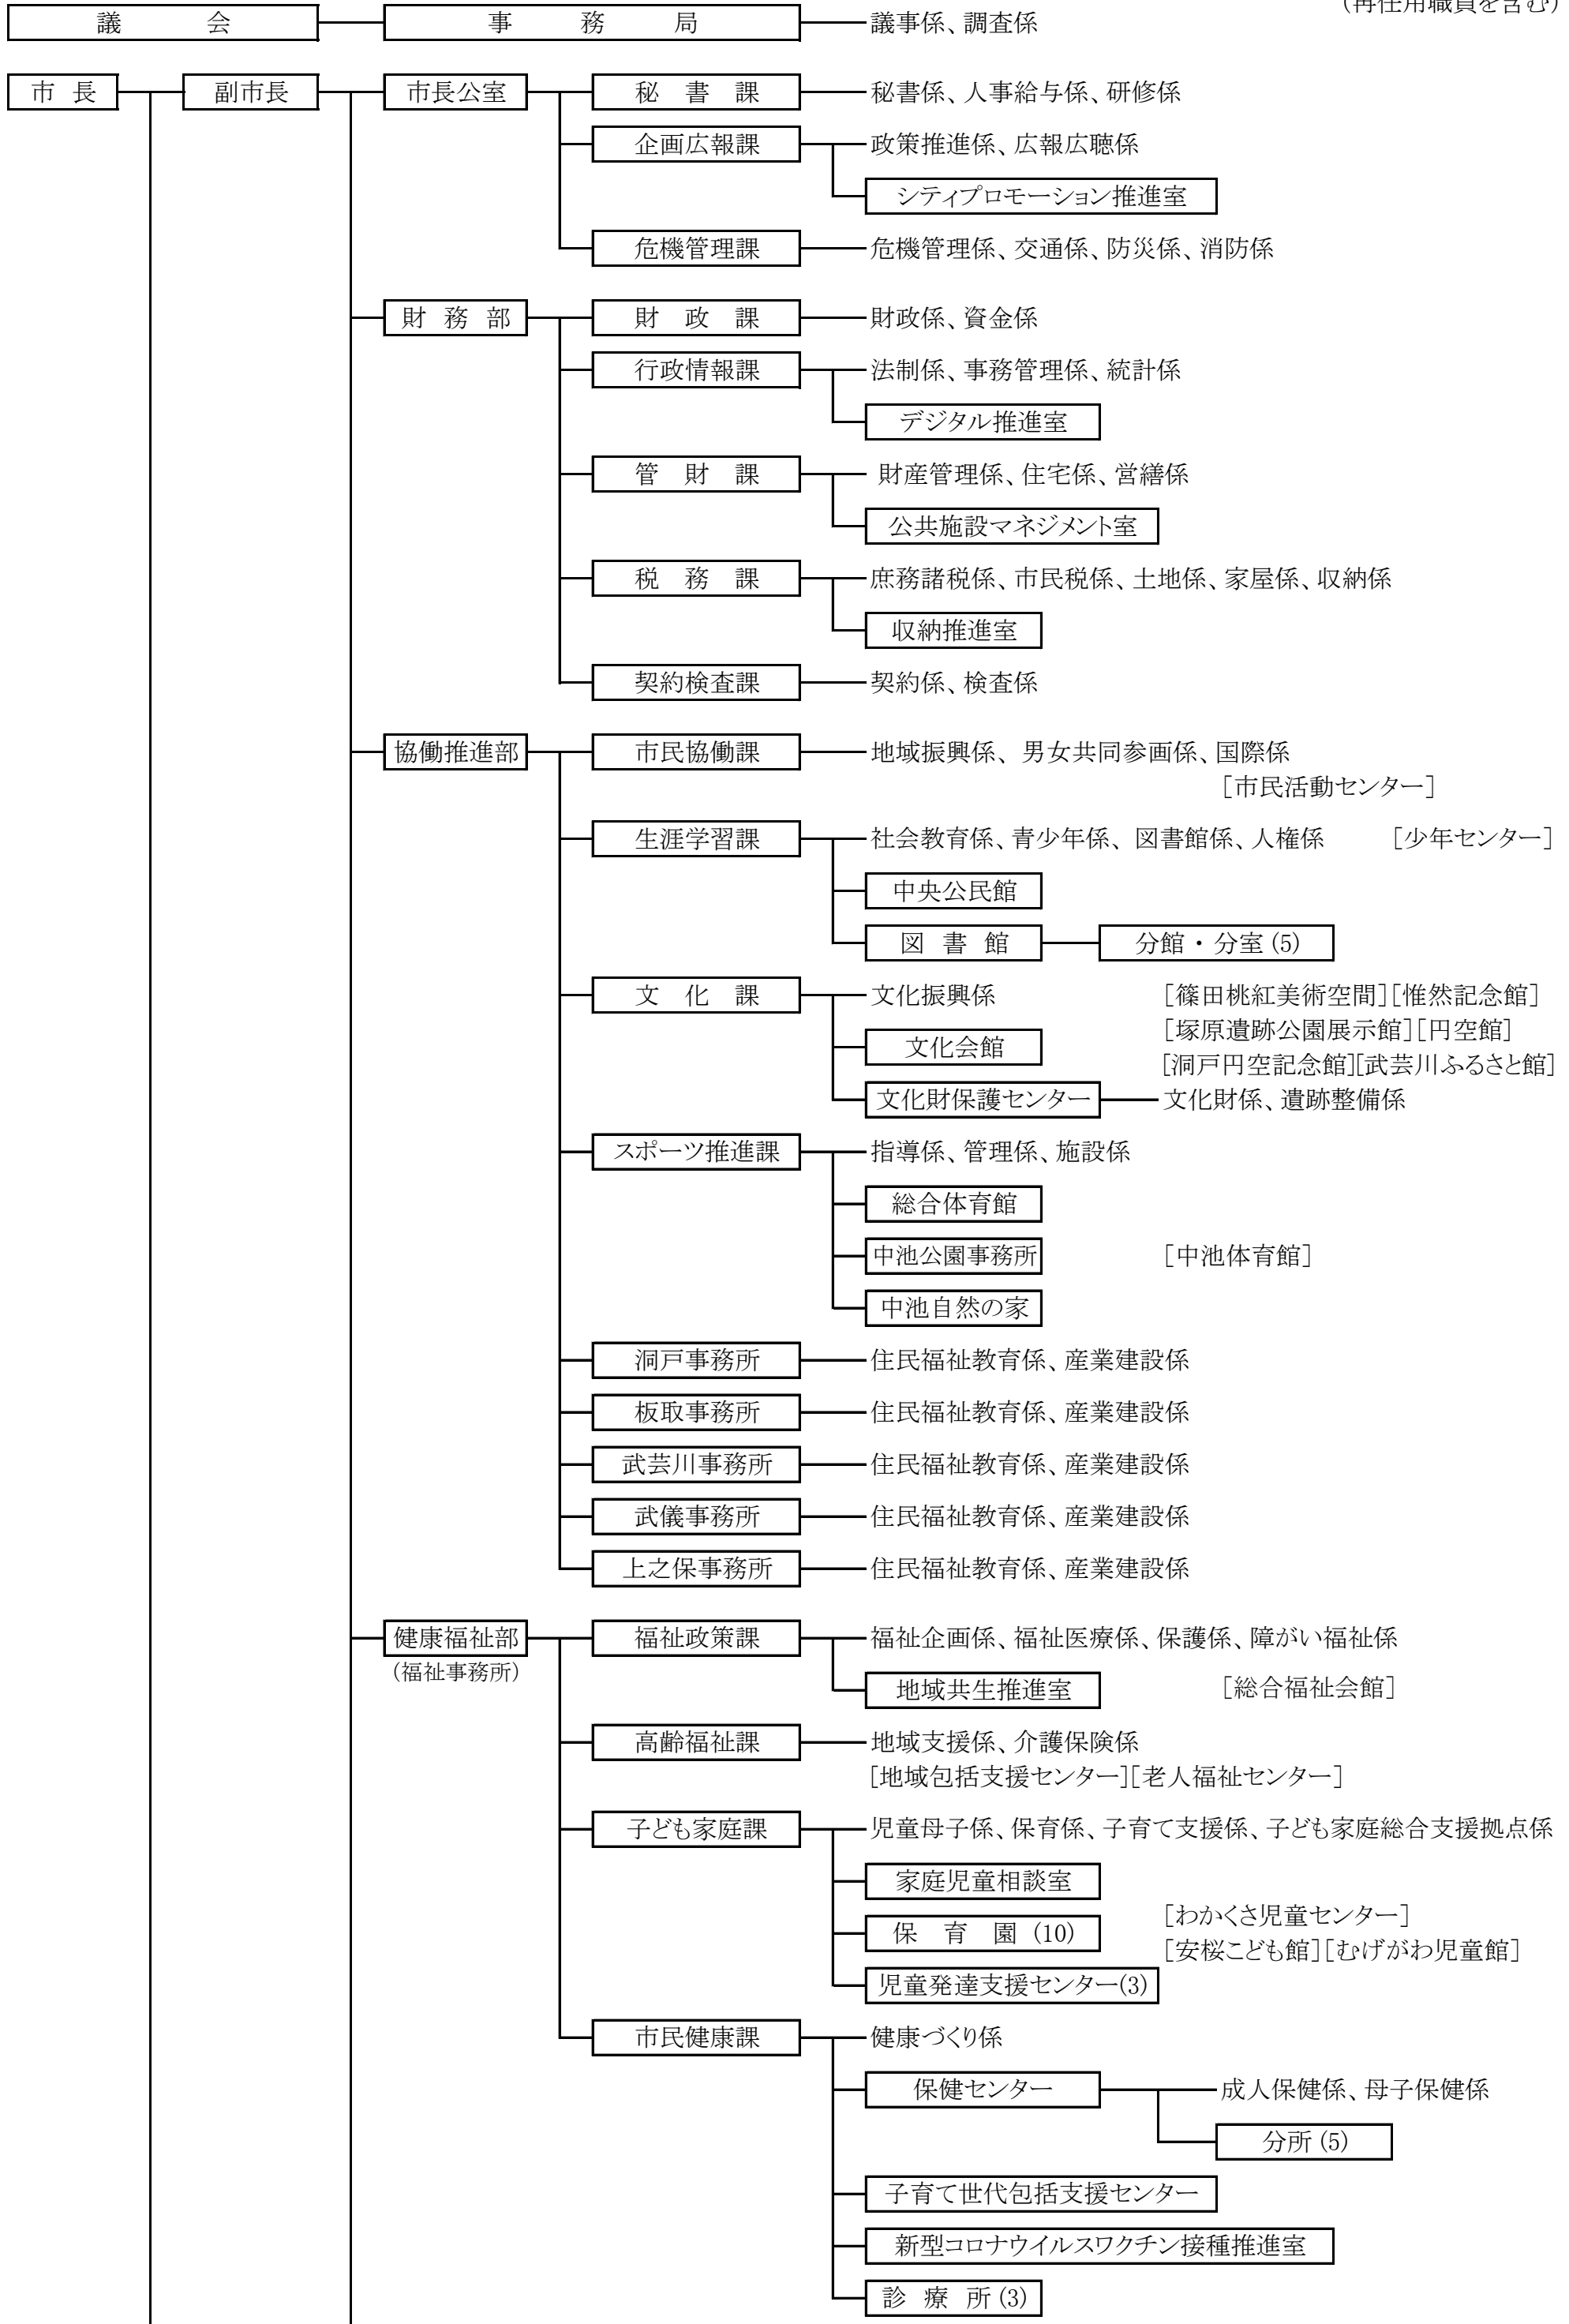 （再任用職員を含む）
議　会　事　務　局　議事係、調査係
市 長　副市長　市長公室　秘 書 課　秘書係、人事給与係、研修係
企画広報課　政策推進係、広報広聴係
シティプロモーション推進室
危機管理課　危機管理係、交通係、防災係、消防係
財 務 部　財 政 課　財政係、資金係
行政情報課　法制係、事務管理係、統計係
デジタル推進室
管 財 課　財産管理係、住宅係、営繕係
公共施設マネジメント室
税 務 課　庶務諸税係、市民税係、土地係、家屋係、収納係
収納推進室
契約検査課　契約係、検査係
協働推進部　市民協働課　地域振興係、男女共同参画係、国際係
［市民活動センター］
生涯学習課　社会教育係、青少年係、図書館係、人権係　［少年センター］
中央公民館
図 書 館　分館・分室(5)
文 化 課　文化振興係　［篠田桃紅美術空間］［惟然記念館］
［塚原遺跡公園展示館］［円空館］
文化会館
［洞戸円空記念館］［武芸川ふるさと館］
文化財保護センター　文化財係、遺跡整備係
スポーツ推進課　指導係、管理係、施設係
総合体育館
中池公園事務所　［中池体育館］
中池自然の家
洞戸事務所　住民福祉教育係、産業建設係
板取事務所　住民福祉教育係、産業建設係
武芸川事務所　住民福祉教育係、産業建設係
武儀事務所　住民福祉教育係、産業建設係
上之保事務所　住民福祉教育係、産業建設係
健康福祉部　福祉政策課　福祉企画係、福祉医療係、保護係、障がい福祉係
（福祉事務所）
地域共生推進室　［総合福祉会館］
高齢福祉課　地域支援係、介護保険係
［地域包括支援センター］［老人福祉センター］
子ども家庭課　児童母子係、保育係、子育て支援係、子ども家庭総合支援拠点係
家庭児童相談室
［わかくさ児童センター］
保 育 園 (10)
［安桜こども館］［むげがわ児童館］
児童発達支援センター(3)
市民健康課　健康づくり係
保健センター　成人保健係、母子保健係
分所(5)
子育て世代包括支援センター
新型コロナウイルスワクチン接種推進室
診 療 所(3)